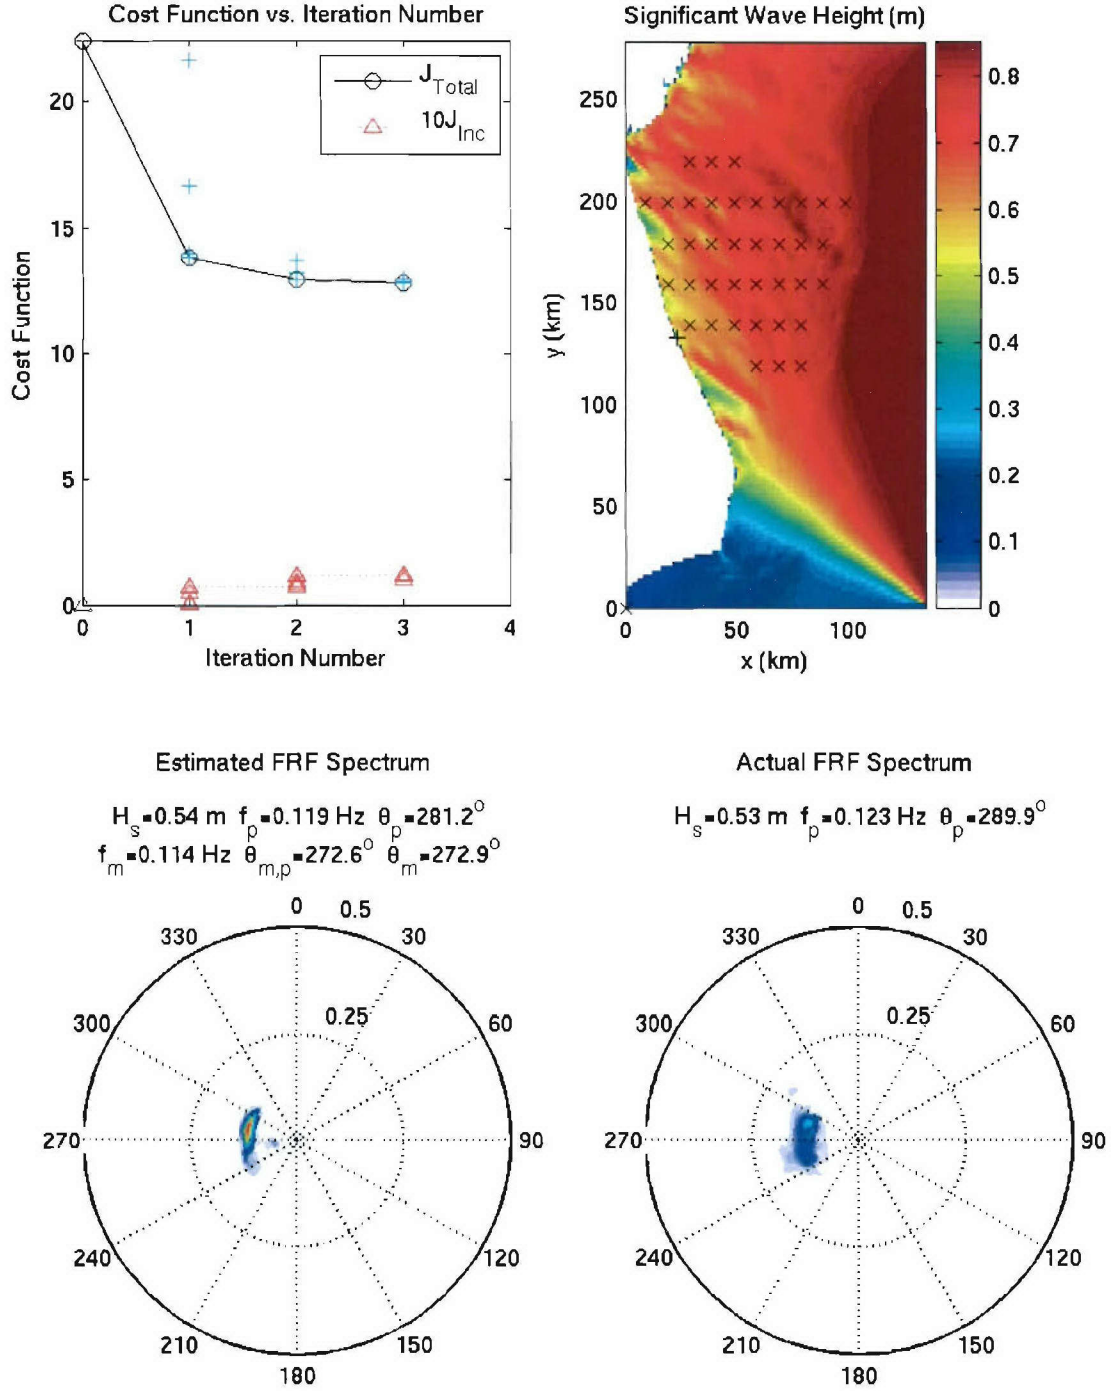 Cost Function vs. Iteration Number
20
15
10
5
0
0 1 2 3 4
Cost Function
Iteration Number
J_Total
10J_Inc
Significant Wave Height (m)
250
200
150
100
50
0
0 50 100
y (km)
x (km)
0.8
0.7
0.6
0.5
0.4
0.3
0.2
0.1
0
Estimated FRF Spectrum
H_s=0.54 m f_p=0.119 Hz θ_p=281.2°
f_m=0.114 Hz θ_m,p=272.6° θ_m=272.9°
0 0.5
330 30
0.25
300 60
270 90
240 120
210 150
180
Actual FRF Spectrum
H_s=0.53 m f_p=0.123 Hz θ_p=289.9°
0 0.5
330 30
0.25
300 60
270 90
240 120
210 150
180